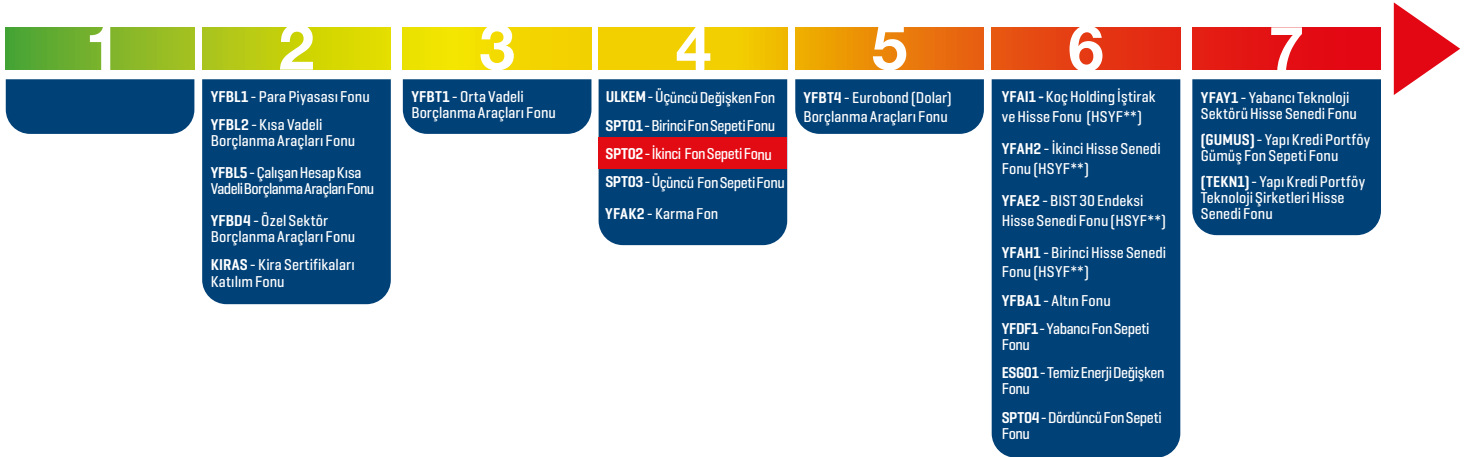 1
2
3
4
5
6
7
YFBL1 - Para Piyasası Fonu
YFBL2 - Kısa Vadeli
Borçlanma Araçları Fonu
YFBL5 - Çalışan Hesap Kısa
Vadeli Borçlanma Araçları Fonu
YFBD4 - Özel Sektör
Borçlanma Araçları Fonu
KIRAS - Kira Sertifikaları
Katılım Fonu
YFBT1 - Orta Vadeli
Borçlanma Araçları Fonu
ULKEM - Üçüncü Değişken Fon
SPT01 - Birinci Fon Sepeti Fonu
SPT02 - İkinci Fon Sepeti Fonu
SPT03 - Üçüncü Fon Sepeti Fonu
YFAK2 - Karma Fon
YFBT4 - Eurobond (Dolar)
Borçlanma Araçları Fonu
YFAI1 - Koç Holding İştirak
ve Hisse Fonu (HSYF**)
YFAH2 - İkinci Hisse Senedi
Fonu (HSYF**)
YFAE2 - BIST 30 Endeksi
Hisse Senedi Fonu (HSYF**)
YFAH1 - Birinci Hisse Senedi
Fonu (HSYF**)
YFBA1 - Altın Fonu
YFDF1 - Yabancı Fon Sepeti
Fonu
ESG01 - Temiz Enerji Değişken
Fonu
SPT04 - Dördüncü Fon Sepeti
Fonu
YFAY1 - Yabancı Teknoloji
Sektörü Hisse Senedi Fonu
(GUMUS) - Yapı Kredi Portföy
Gümüş Fon Sepeti Fonu
(TEKN1) - Yapı Kredi Portföy
Teknoloji Şirketleri Hisse
Senedi Fonu